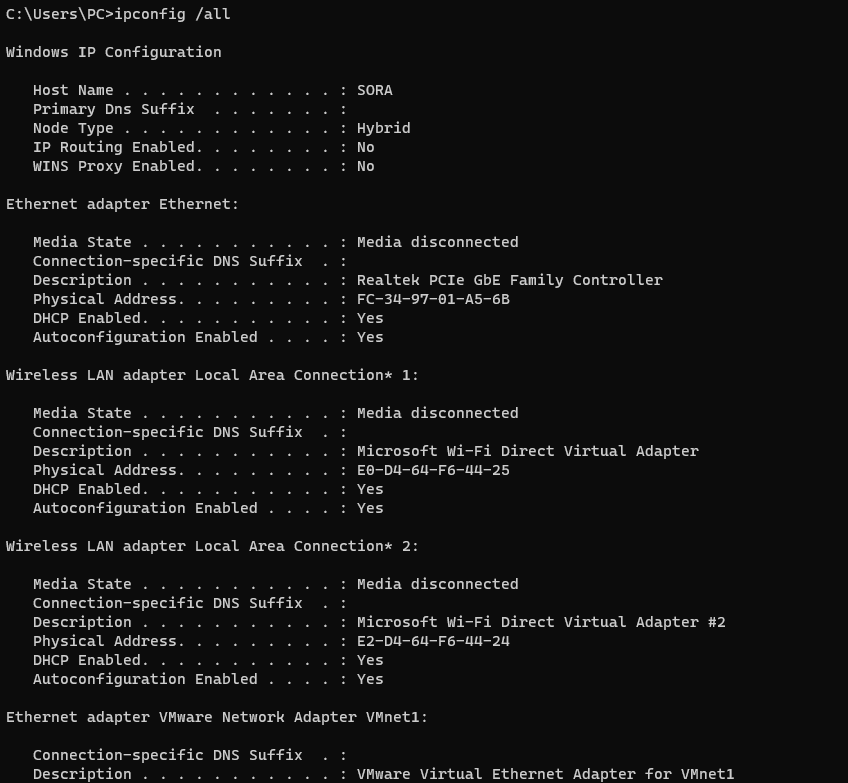 C:\Users\PC>ipconfig /all
Windows IP Configuration
Host Name . . . . . . . . . . . . : SORA
Primary Dns Suffix  . . . . . . . :
Node Type . . . . . . . . . . . . : Hybrid
IP Routing Enabled. . . . . . . . : No
WINS Proxy Enabled. . . . . . . . : No
Ethernet adapter Ethernet:
Media State . . . . . . . . . . . : Media disconnected
Connection-specific DNS Suffix  . :
Description . . . . . . . . . . . : Realtek PCIe GbE Family Controller
Physical Address. . . . . . . . . : FC-34-97-01-A5-6B
DHCP Enabled. . . . . . . . . . . : Yes
Autoconfiguration Enabled . . . . : Yes
Wireless LAN adapter Local Area Connection* 1:
Media State . . . . . . . . . . . : Media disconnected
Connection-specific DNS Suffix  . :
Description . . . . . . . . . . . : Microsoft Wi-Fi Direct Virtual Adapter
Physical Address. . . . . . . . . : E0-D4-64-F6-44-25
DHCP Enabled. . . . . . . . . . . : Yes
Autoconfiguration Enabled . . . . : Yes
Wireless LAN adapter Local Area Connection* 2:
Media State . . . . . . . . . . . : Media disconnected
Connection-specific DNS Suffix  . :
Description . . . . . . . . . . . : Microsoft Wi-Fi Direct Virtual Adapter #2
Physical Address. . . . . . . . . : E2-D4-64-F6-44-24
DHCP Enabled. . . . . . . . . . . : Yes
Autoconfiguration Enabled . . . . : Yes
Ethernet adapter VMware Network Adapter VMnet1:
Connection-specific DNS Suffix  . :
Description . . . . . . . . . . . : VMware Virtual Ethernet Adapter for VMnet1